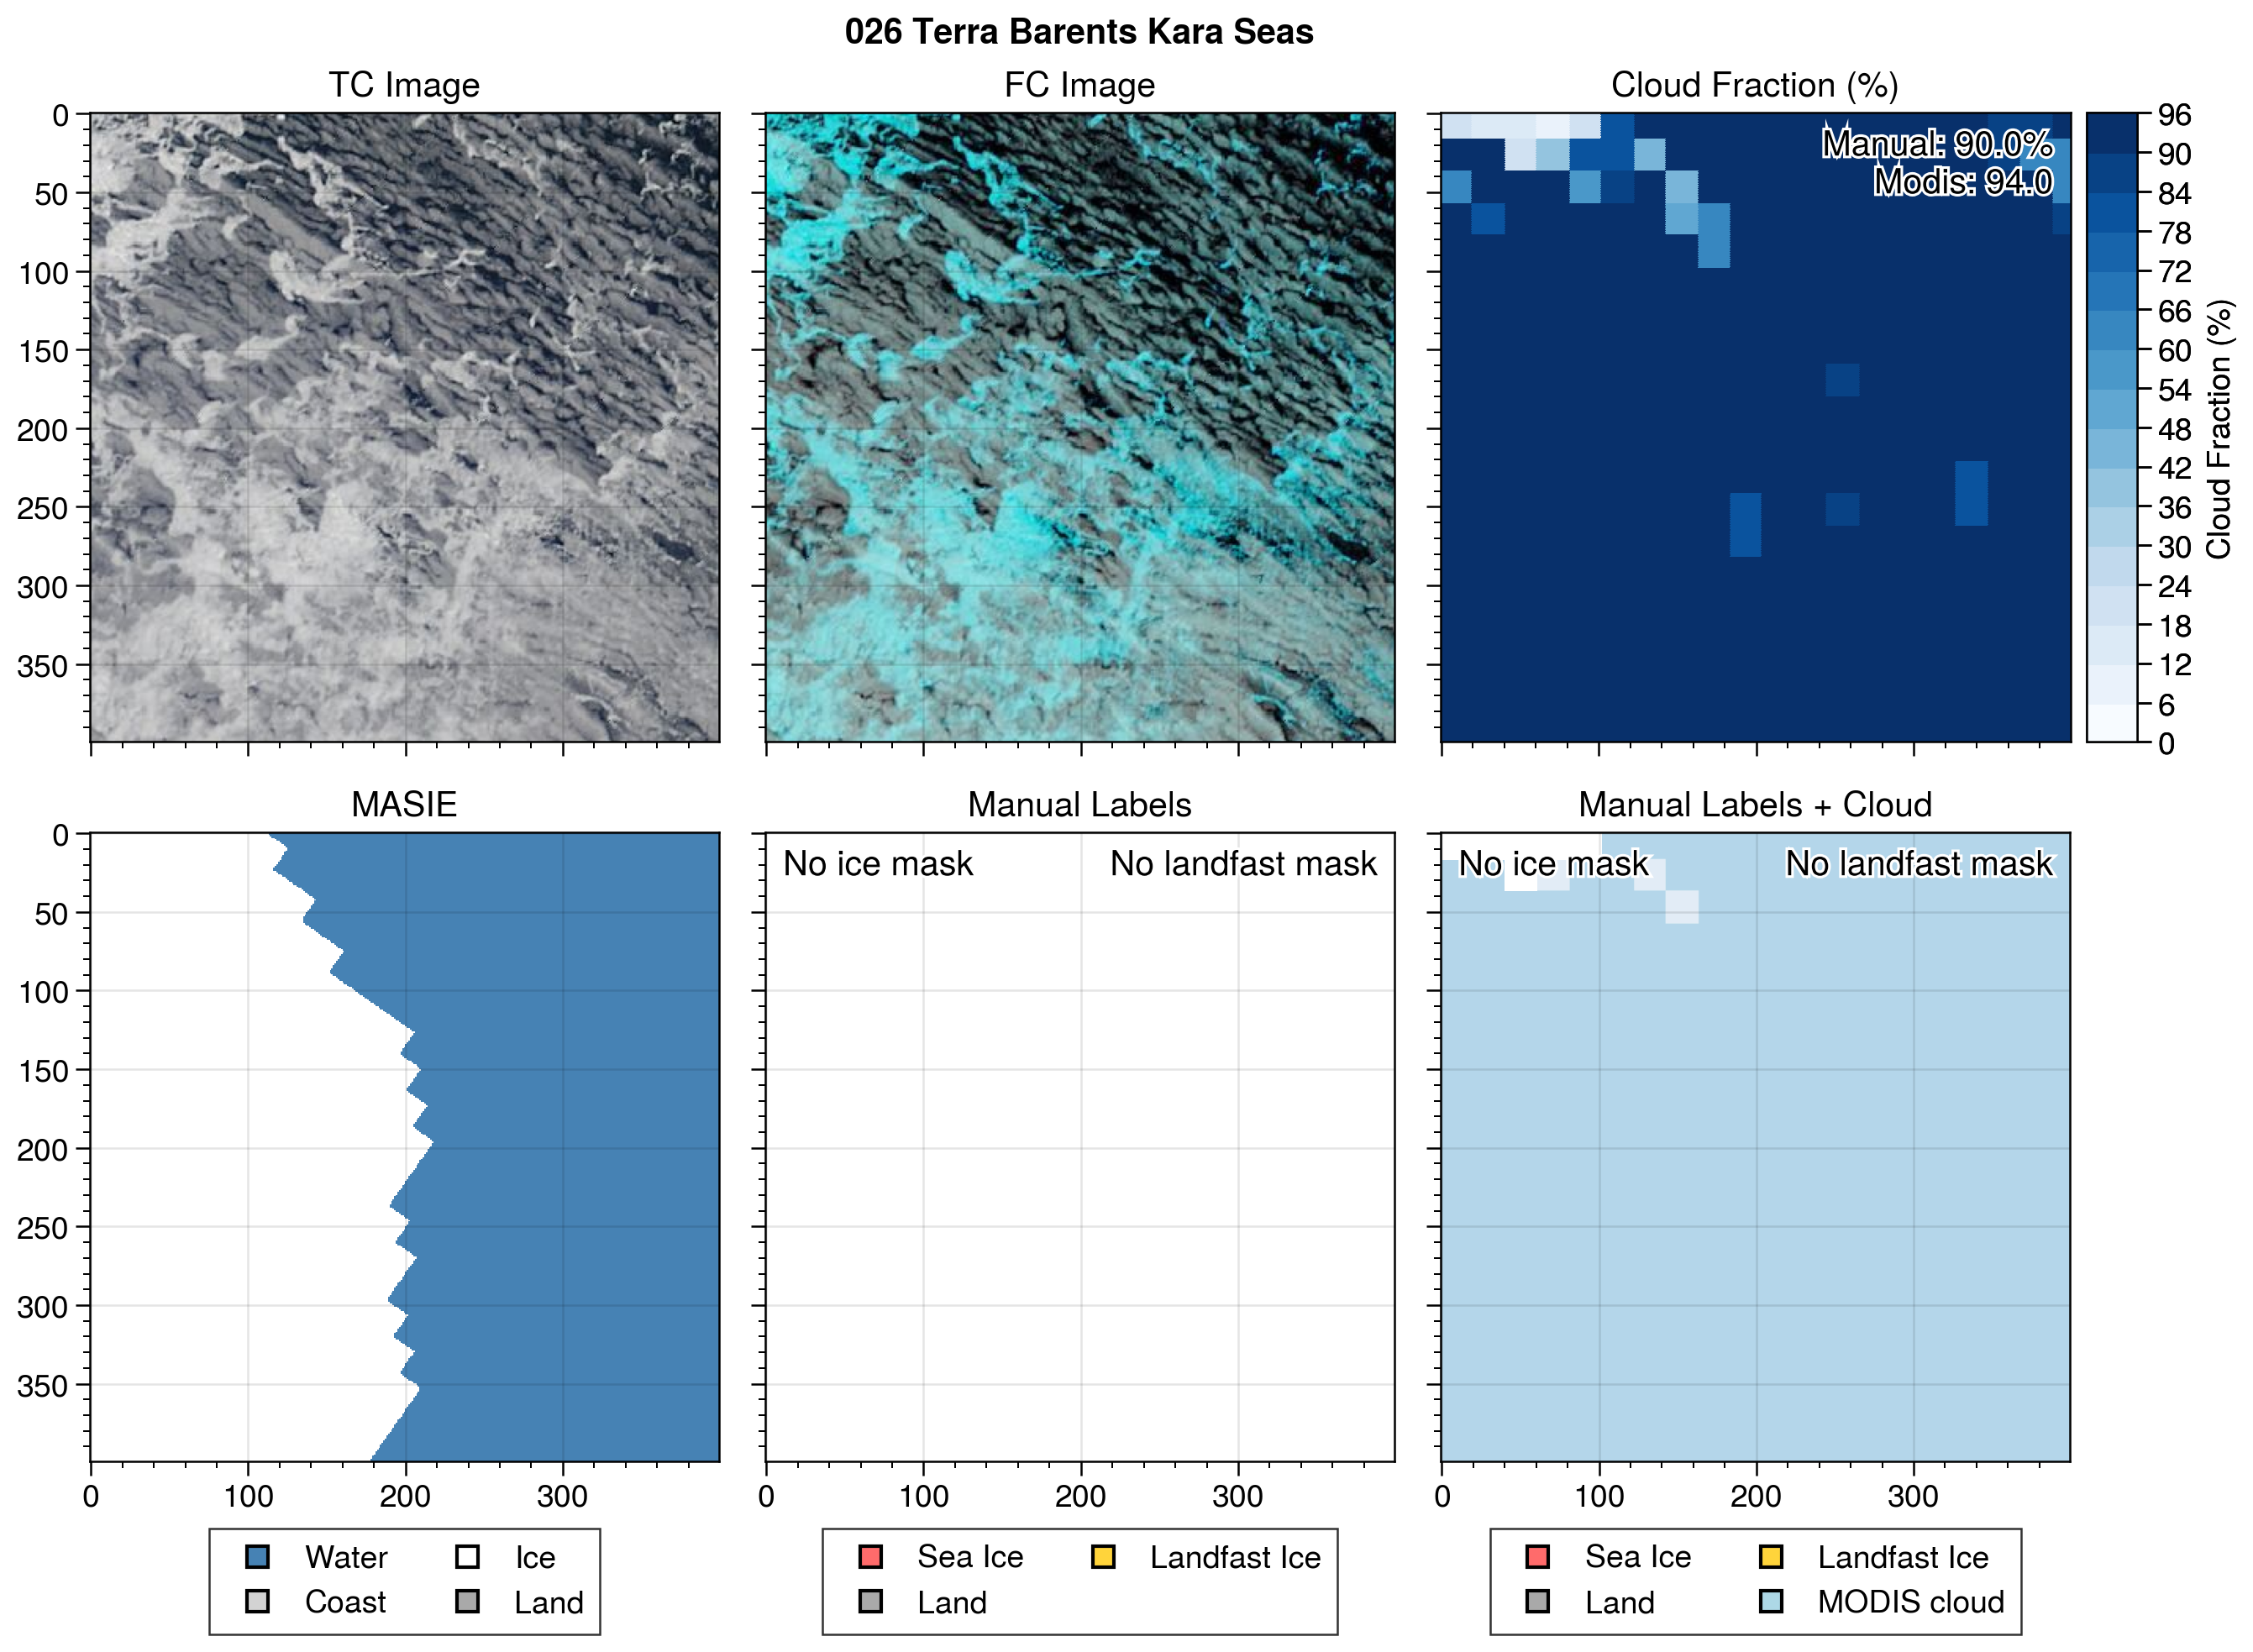 026 Terra Barents Kara Seas
TC Image
FC Image
Cloud Fraction (%)
0
50
100
150
200
250
300
350
Manual: 90.0%
Modis: 94.0
96
90
84
78
72
66
60
54
48
42
36
30
24
18
12
6
0
Cloud Fraction (%)
MASIE
Manual Labels
Manual Labels + Cloud
0
50
100
150
200
250
300
350
No ice mask
No landfast mask
No ice mask
No landfast mask
0 100 200 300
0 100 200 300
0 100 200 300
Water Ice
Coast Land
Sea Ice Landfast Ice
Land
Sea Ice Landfast Ice
Land MODIS cloud